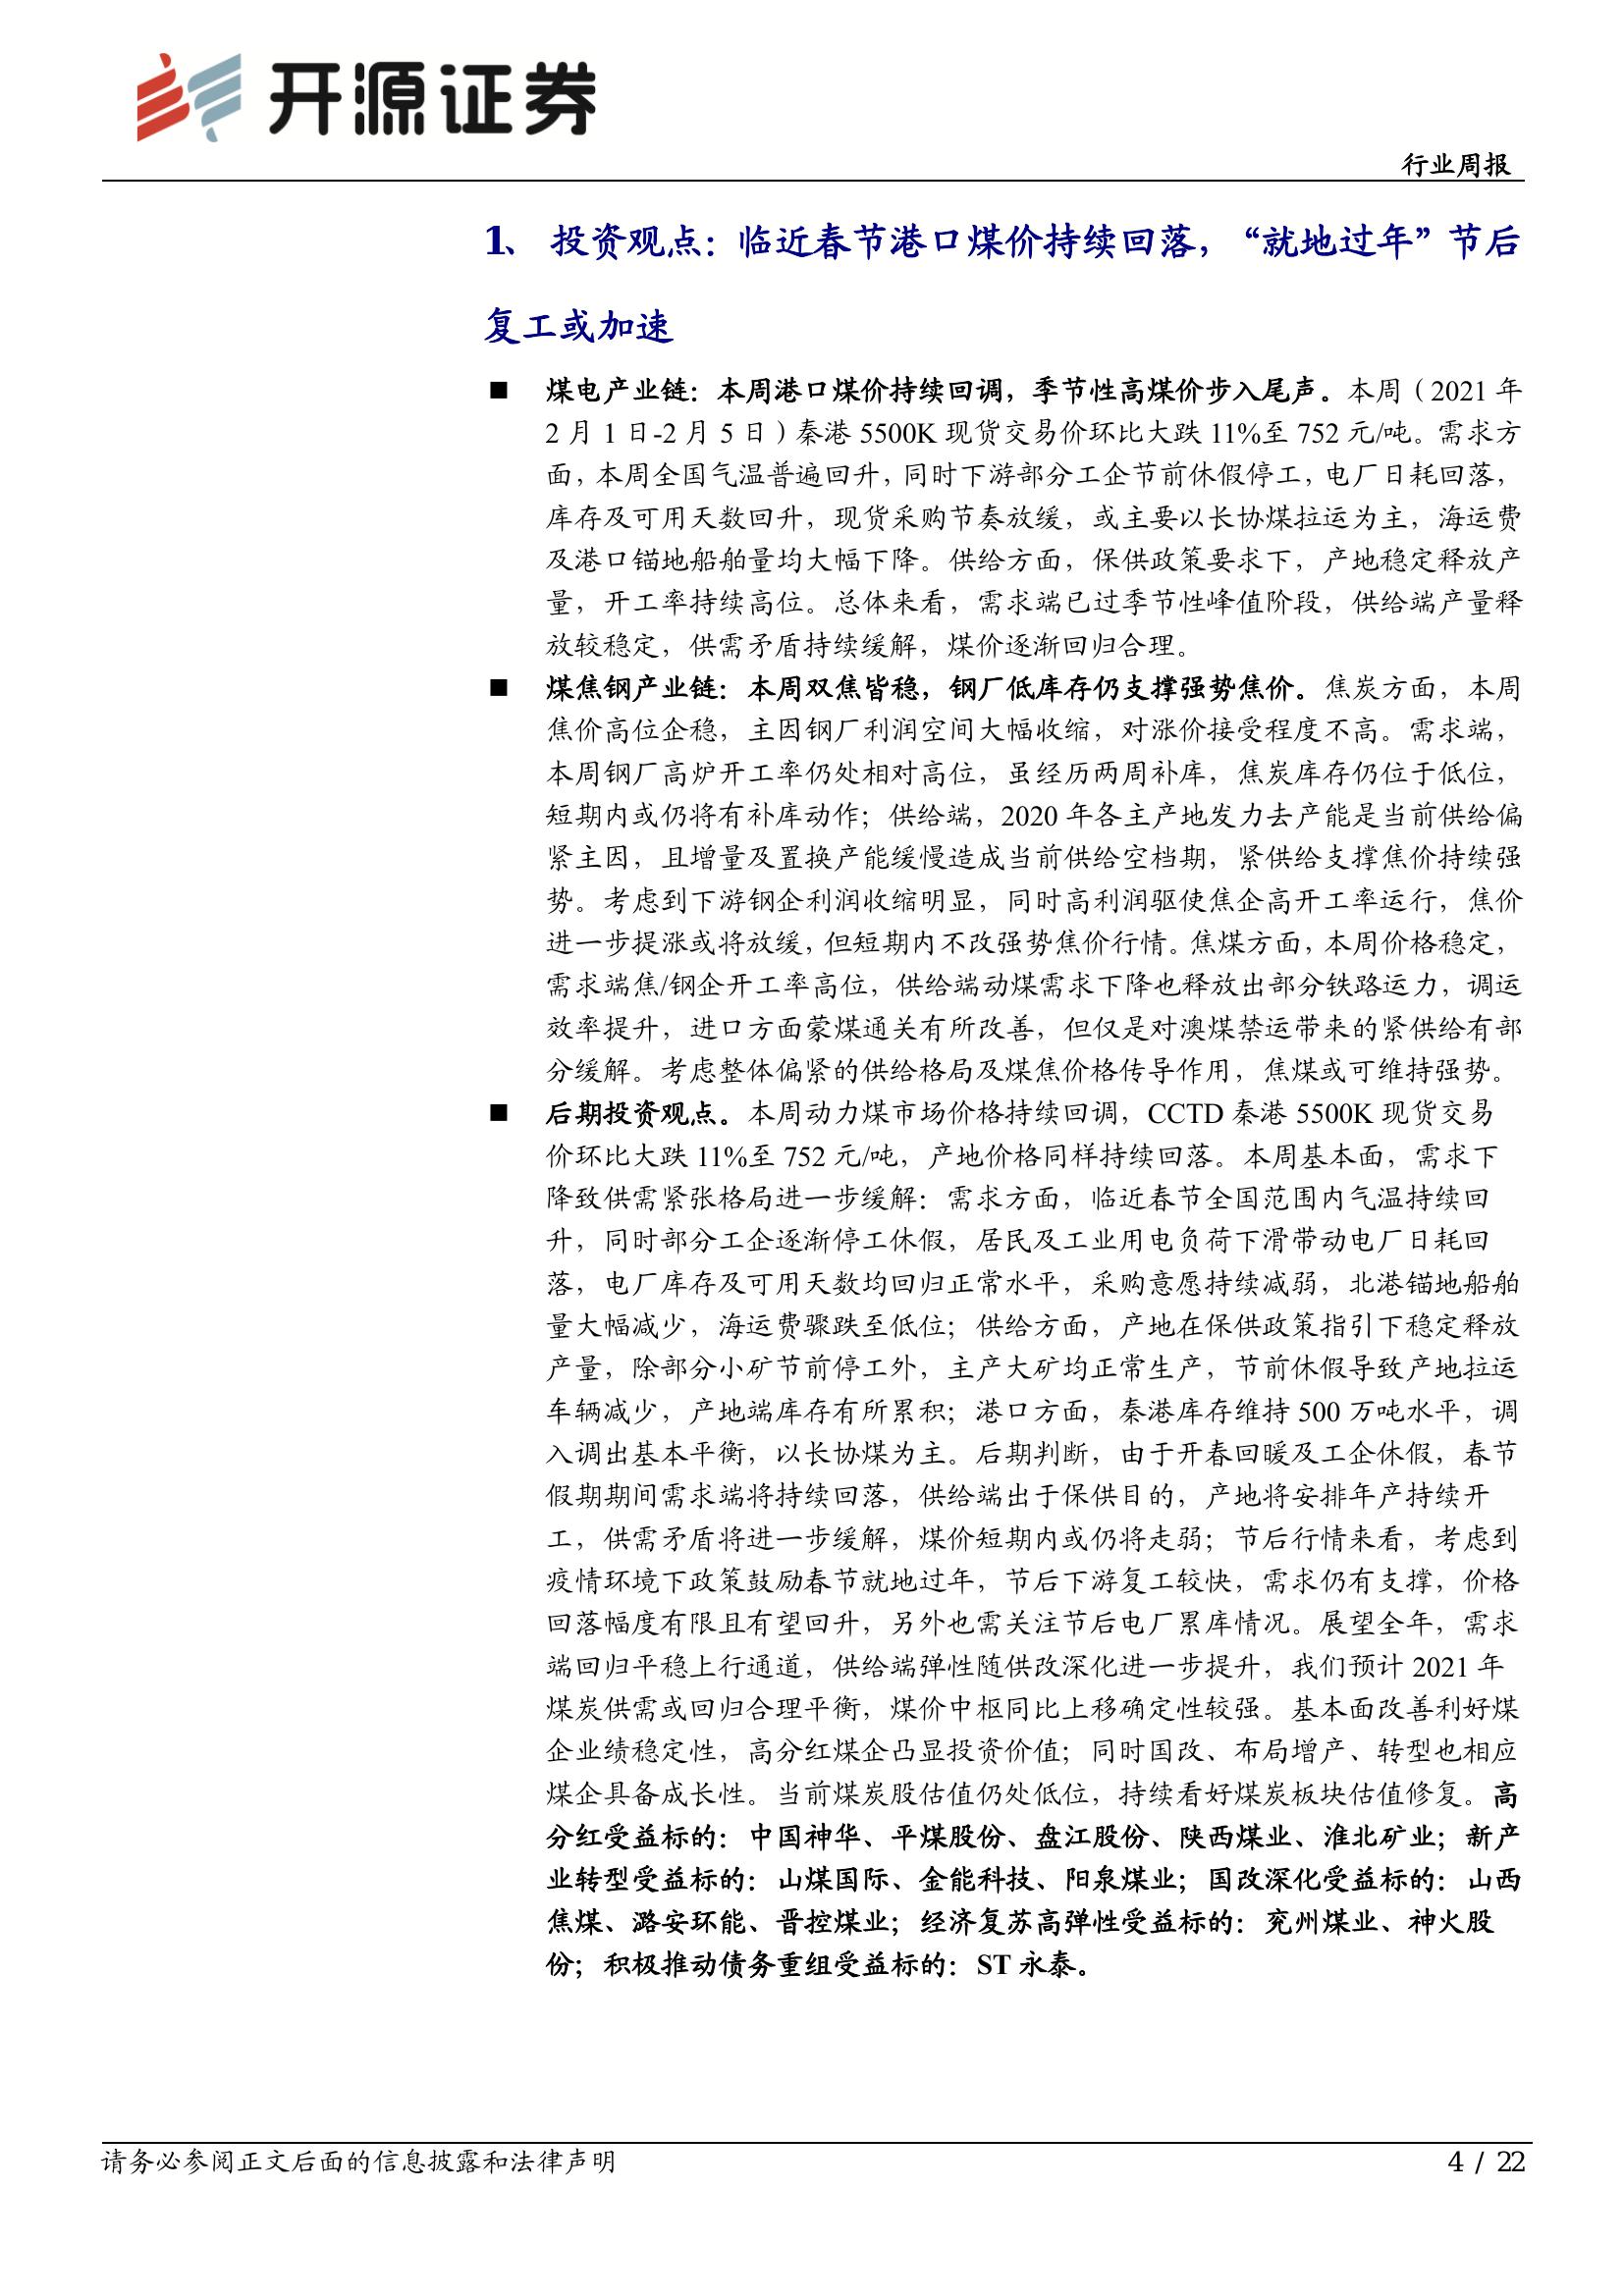 开源证券
行业周报
1、 投资观点：临近春节港口煤价持续回落，“就地过年”节后
复工或加速
■ 煤电产业链：本周港口煤价持续回调，季节性高煤价步入尾声。本周（2021 年
2 月 1 日-2 月 5 日）秦港 5500K 现货交易价环比大跌 11%至 752 元/吨。需求方
面，本周全国气温普遍回升，同时下游部分工企节前休假停工，电厂日耗回落，
库存及可用天数回升，现货采购节奏放缓，或主要以长协煤拉运为主，海运费
及港口锚地船舶量均大幅下降。供给方面，保供政策要求下，产地稳定释放产
量，开工率持续高位。总体来看，需求端已过季节性峰值阶段，供给端产量释
放较稳定，供需矛盾持续缓解，煤价逐渐回归合理。
■ 煤焦钢产业链：本周双焦皆稳，钢厂低库存仍支撑强势焦价。焦炭方面，本周
焦价高位企稳，主因钢厂利润空间大幅收缩，对涨价接受程度不高。需求端，
本周钢厂高炉开工率仍处相对高位，虽经历两周补库，焦炭库存仍位于低位，
短期内或仍将有补库动作；供给端，2020 年各主产地发力去产能是当前供给偏
紧主因，且增量及置换产能缓慢造成当前供给空档期，紧供给支撑焦价持续强
势。考虑到下游钢企利润收缩明显，同时高利润驱使焦企高开工率运行，焦价
进一步提涨或将放缓，但短期内不改强势焦价行情。焦煤方面，本周价格稳定，
需求端焦/钢企开工率高位，供给端动煤需求下降也释放出部分铁路运力，调运
效率提升，进口方面蒙煤通关有所改善，但仅是对澳煤禁运带来的紧供给有部
分缓解。考虑整体偏紧的供给格局及煤焦价格传导作用，焦煤或可维持强势。
■ 后期投资观点。本周动力煤市场价格持续回调，CCTD 秦港 5500K 现货交易
价环比大跌 11%至 752 元/吨，产地价格同样持续回落。本周基本面，需求下
降致供需紧张格局进一步缓解：需求方面，临近春节全国范围内气温持续回
升，同时部分工企逐渐停工休假，居民及工业用电负荷下滑带动电厂日耗回
落，电厂库存及可用天数均回归正常水平，采购意愿持续减弱，北港锚地船舶
量大幅减少，海运费骤跌至低位；供给方面，产地在保供政策指引下稳定释放
产量，除部分小矿节前停工外，主产大矿均正常生产，节前休假导致产地拉运
车辆减少，产地端库存有所累积；港口方面，秦港库存维持 500 万吨水平，调
入调出基本平衡，以长协煤为主。后期判断，由于开春回暖及工企休假，春节
假期期间需求端将持续回落，供给端出于保供目的，产地将安排年产持续开
工，供需矛盾将进一步缓解，煤价短期内或仍将走弱；节后行情来看，考虑到
疫情环境下政策鼓励春节就地过年，节后下游复工较快，需求仍有支撑，价格
回落幅度有限且有望回升，另外也需关注节后电厂累库情况。展望全年，需求
端回归平稳上行通道，供给端弹性随供改深化进一步提升，我们预计 2021 年
煤炭供需或回归合理平衡，煤价中枢同比上移确定性较强。基本面改善利好煤
企业绩稳定性，高分红煤企凸显投资价值；同时国改、布局增产、转型也相应
煤企具备成长性。当前煤炭股估值仍处低位，持续看好煤炭板块估值修复。高
分红受益标的：中国神华、平煤股份、盘江股份、陕西煤业、淮北矿业；新产
业转型受益标的：山煤国际、金能科技、阳泉煤业；国改深化受益标的：山西
焦煤、潞安环能、晋控煤业；经济复苏高弹性受益标的：兖州煤业、神火股
份；积极推动债务重组受益标的：ST 永泰。
请务必参阅正文后面的信息披露和法律声明
4 / 22